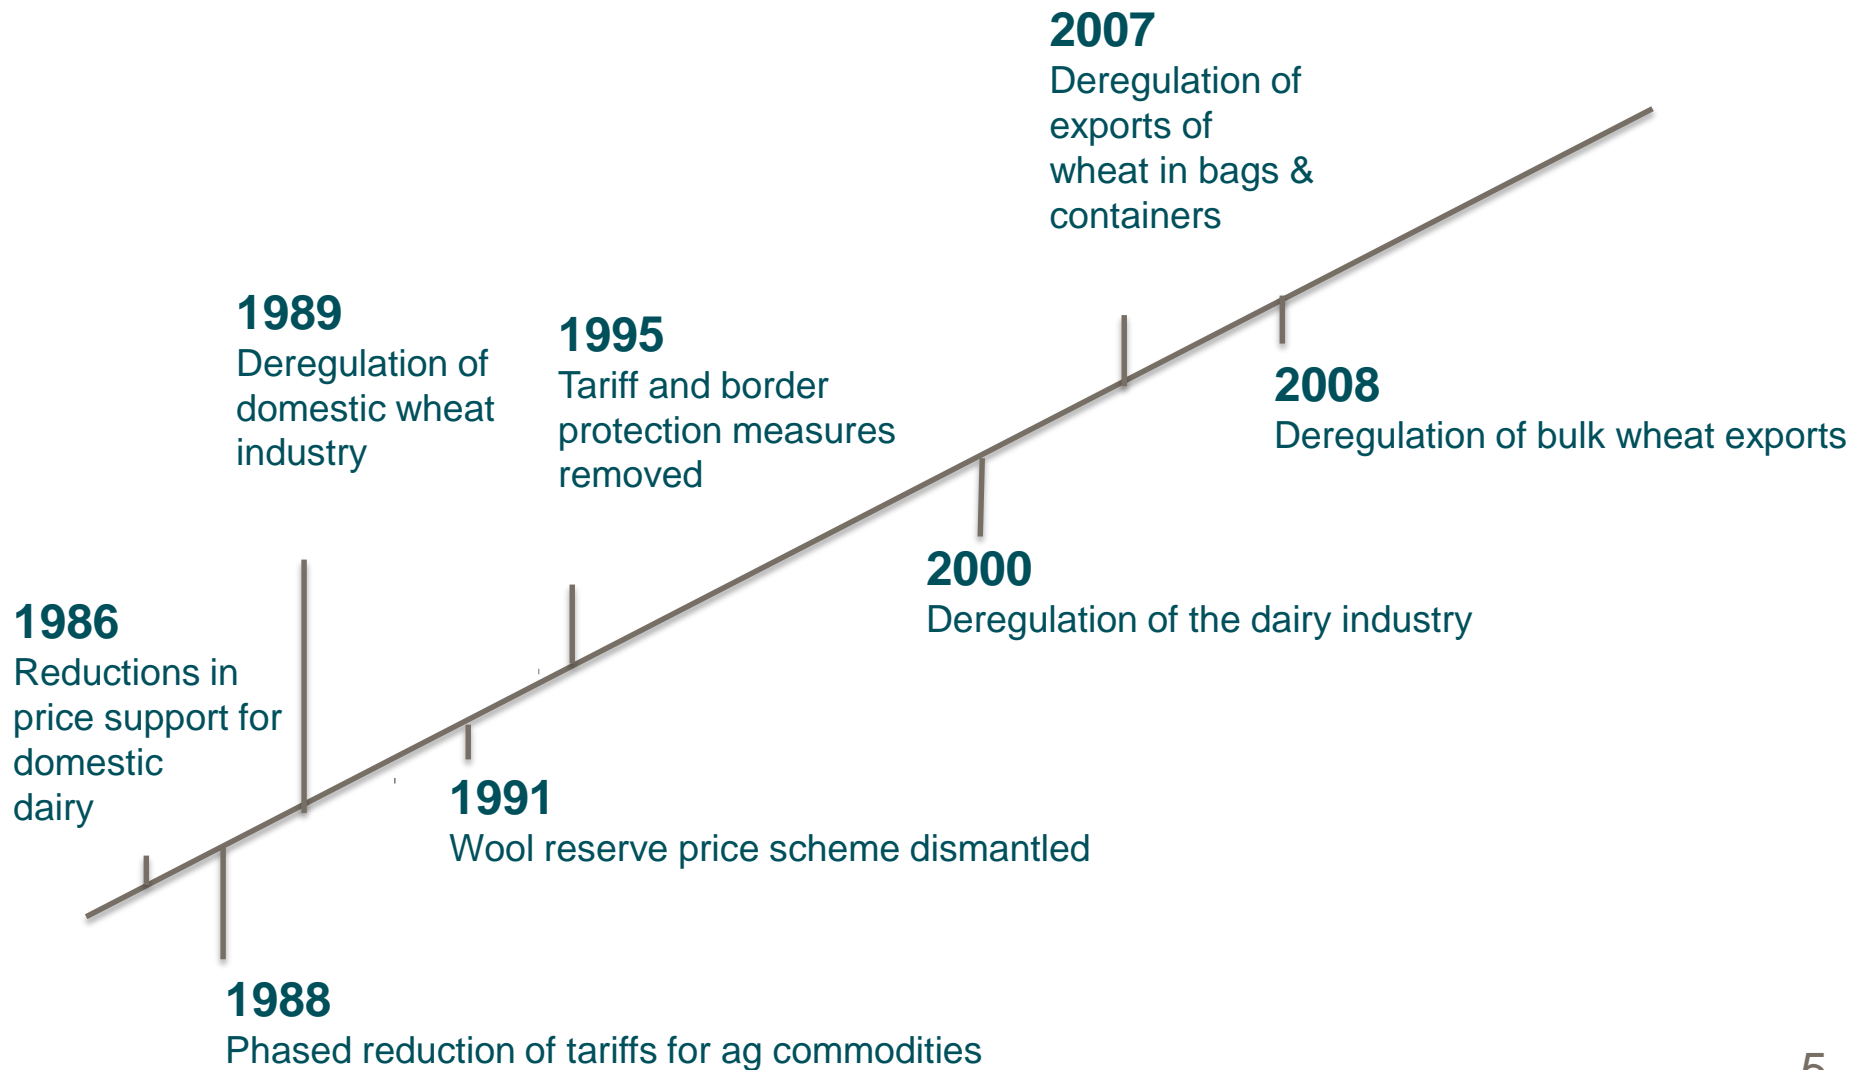 2007
Deregulation of
exports of
wheat in bags &
containers
1989
Deregulation of
domestic wheat
industry
1995
Tariff and border
protection measures
removed
2008
Deregulation of bulk wheat exports
2000
Deregulation of the dairy industry
1986
Reductions in
price support for
domestic
dairy
1991
Wool reserve price scheme dismantled
1988
Phased reduction of tariffs for ag commodities
5